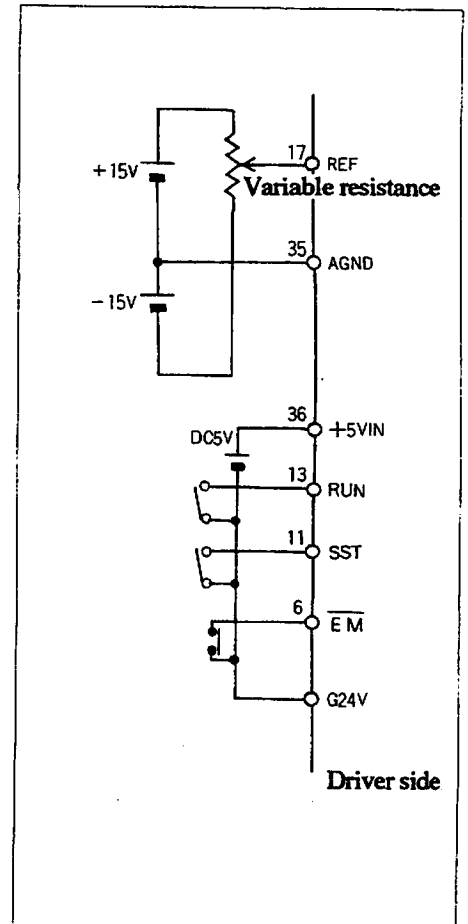 +15V
17 REF
Variable resistance
35 AGND
−15V
36 +5VIN
DC5V
13 RUN
11 SST
6 E̅M̅
G24V
Driver side